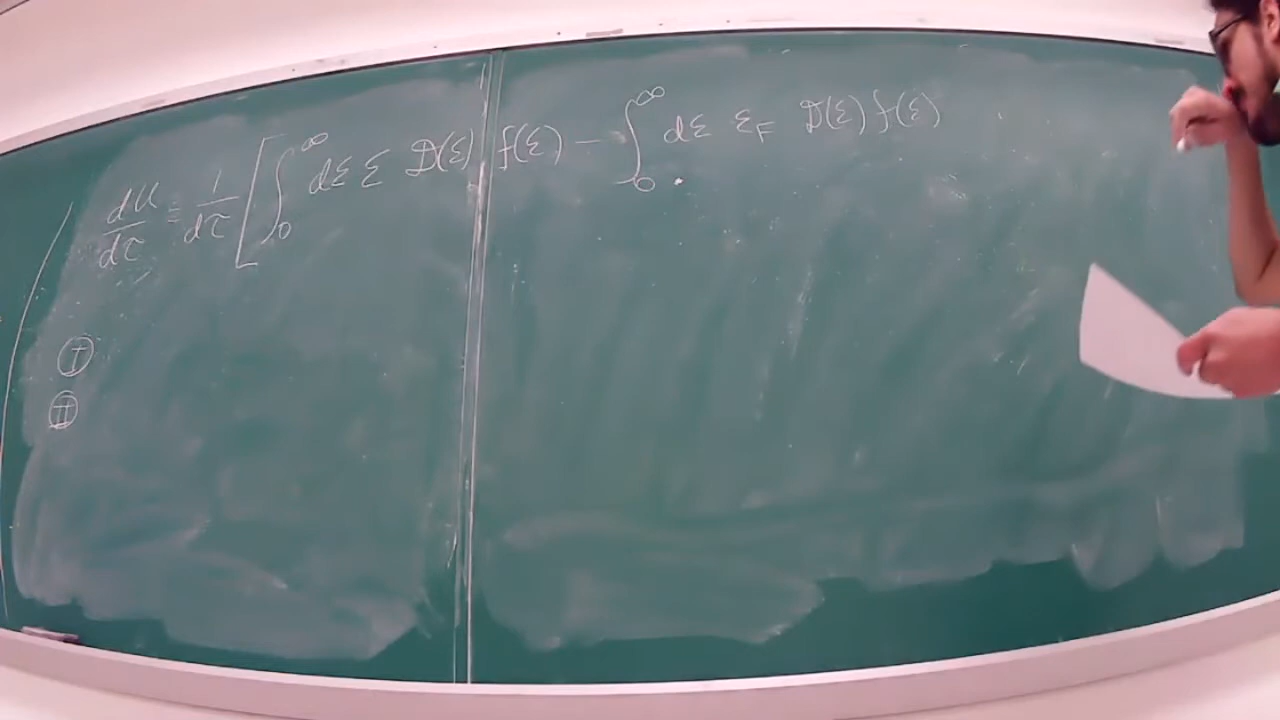 dU/dτ = 1/dτ [ ∫₀^∞ dε ε D(ε) f(ε) − ∫₀^∞ dε ε_F D(ε) f(ε)
I
II